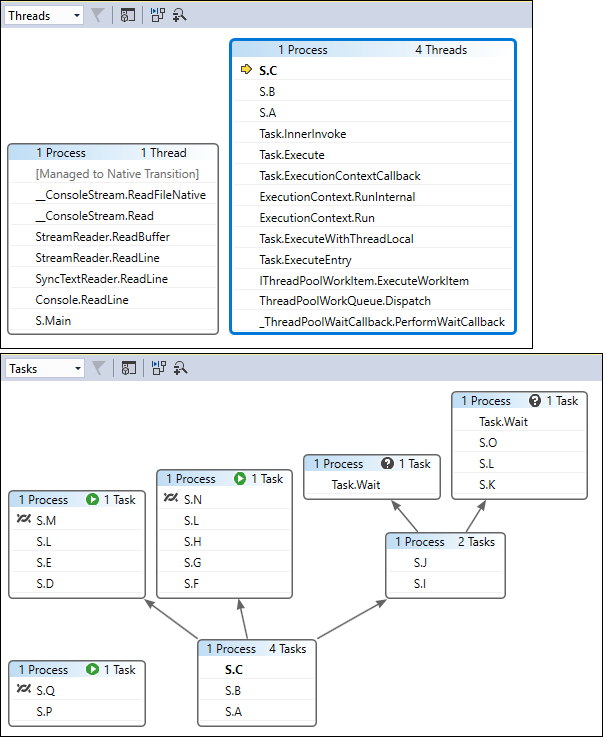 Threads
1 Process 4 Threads
S.C
S.B
S.A
Task.InnerInvoke
Task.Execute
Task.ExecutionContextCallback
ExecutionContext.RunInternal
ExecutionContext.Run
Task.ExecuteWithThreadLocal
Task.ExecuteEntry
IThreadPoolWorkItem.ExecuteWorkItem
ThreadPoolWorkQueue.Dispatch
_ThreadPoolWaitCallback.PerformWaitCallback
1 Process 1 Thread
[Managed to Native Transition]
__ConsoleStream.ReadFileNative
__ConsoleStream.Read
StreamReader.ReadBuffer
StreamReader.ReadLine
SyncTextReader.ReadLine
Console.ReadLine
S.Main
Tasks
1 Process ? 1 Task
Task.Wait
S.O
S.L
S.K
1 Process ? 1 Task
Task.Wait
1 Process 1 Task
S.N
S.L
S.H
S.G
S.F
1 Process 1 Task
S.M
S.L
S.E
S.D
1 Process 2 Tasks
S.J
S.I
1 Process 4 Tasks
S.C
S.B
S.A
1 Process 1 Task
S.Q
S.P